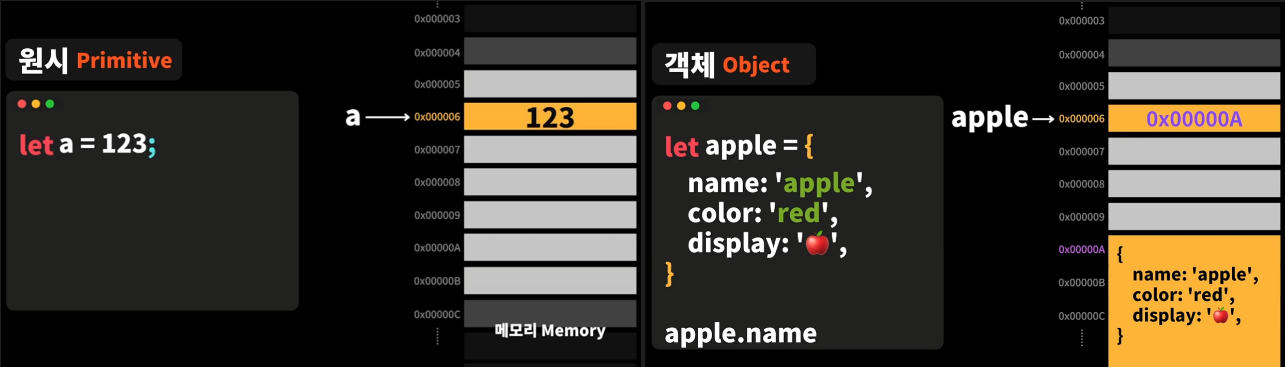 원시 Primitive
let a = 123;
a
0x000003
0x000004
0x000005
0x000006
123
0x000007
0x000008
0x000009
0x00000A
0x00000B
0x00000C
메모리 Memory
객체 Object
let apple = {
name: 'apple',
color: 'red',
display: '🍎',
}
apple.name
apple
0x000003
0x000004
0x000005
0x000006
0x00000A
0x000007
0x000008
0x000009
0x00000A
0x00000B
0x00000C
{
name: 'apple',
color: 'red',
display: '🍎',
}